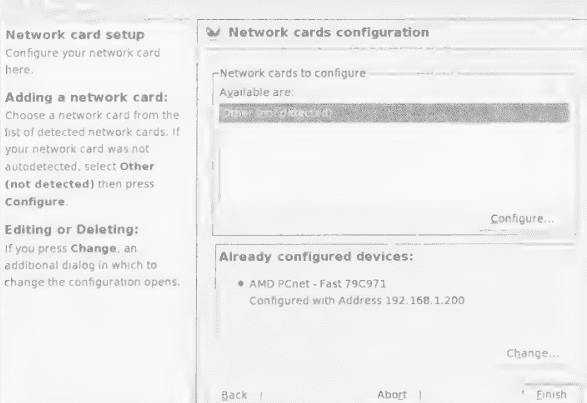 Network card setup
Configure your network card
here.
Adding a network card:
Choose a network card from the
list of detected network cards. If
your network card was not
autodetected, select Other
(not detected) then press
Configure.
Editing or Deleting:
If you press Change, an
additional dialog in which to
change the configuration opens.
Network cards configuration
Network cards to configure
Available are:
Other (not detected)
Configure...
Already configured devices:
AMD PCnet - Fast 79C971
Configured with Address 192.168.1.200
Change...
Back
Abort
Finish